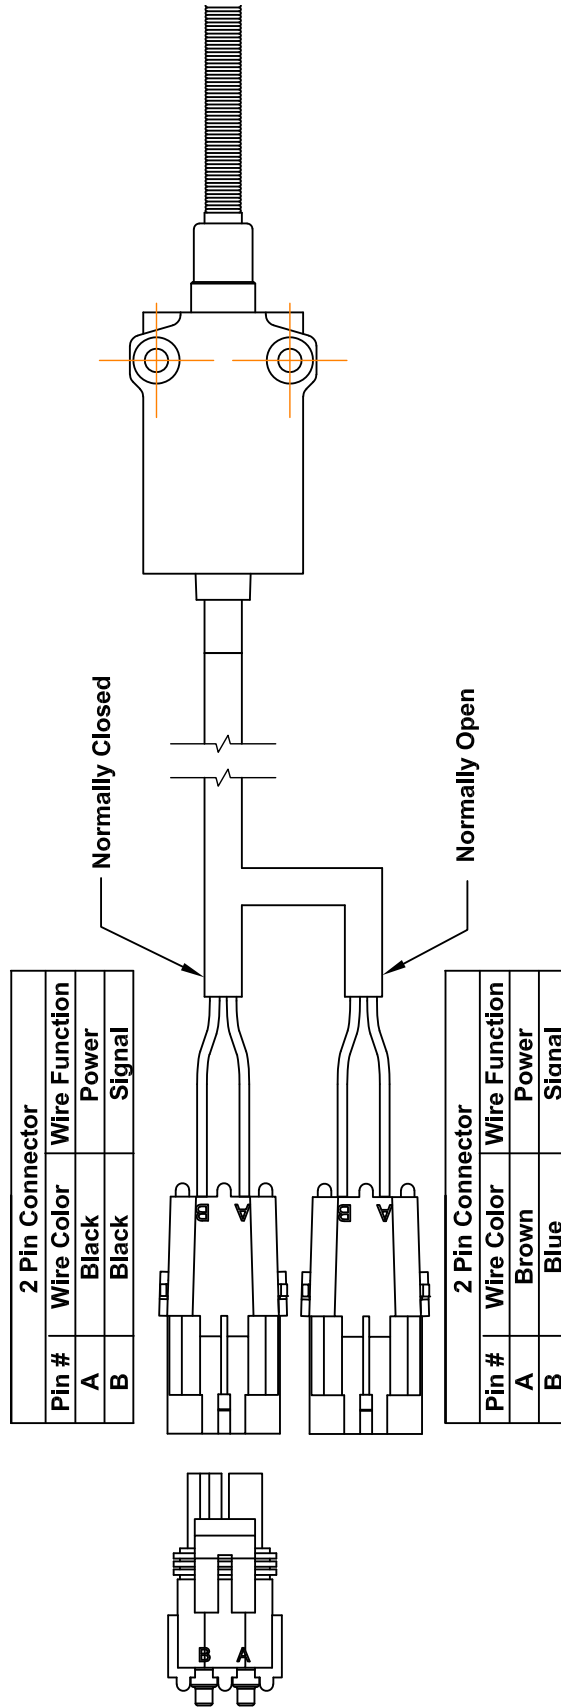 2 Pin Connector
Pin # Wire Color Wire Function
A Black Power
B Black Signal
Normally Closed
B
A
B
A
B
A
Normally Open
2 Pin Connector
Pin # Wire Color Wire Function
A Brown Power
B Blue Signal